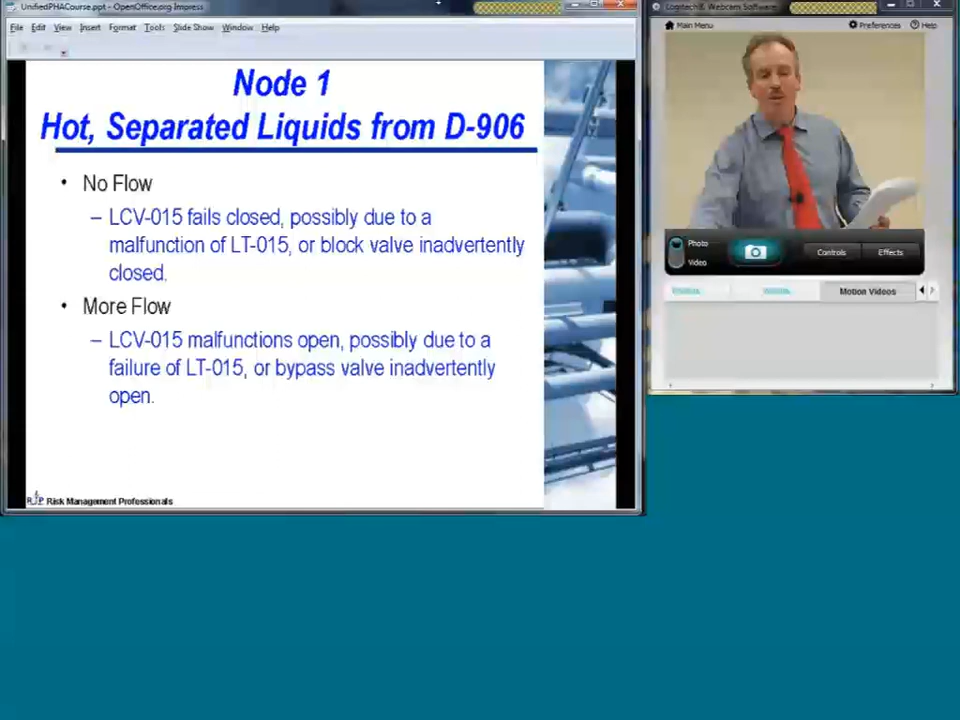 UnifiedPHACourse.ppt - OpenOffice.org Impress
File Edit View Insert Format Tools Slide Show Window Help
Node 1
Hot, Separated Liquids from D-906
• No Flow
– LCV-015 fails closed, possibly due to a
malfunction of LT-015, or block valve inadvertently
closed.
• More Flow
– LCV-015 malfunctions open, possibly due to a
failure of LT-015, or bypass valve inadvertently
open.
Risk Management Professionals
Logitech® Webcam Software
Main Menu Preferences Help
Photo
Video
Controls Effects
Motion Videos